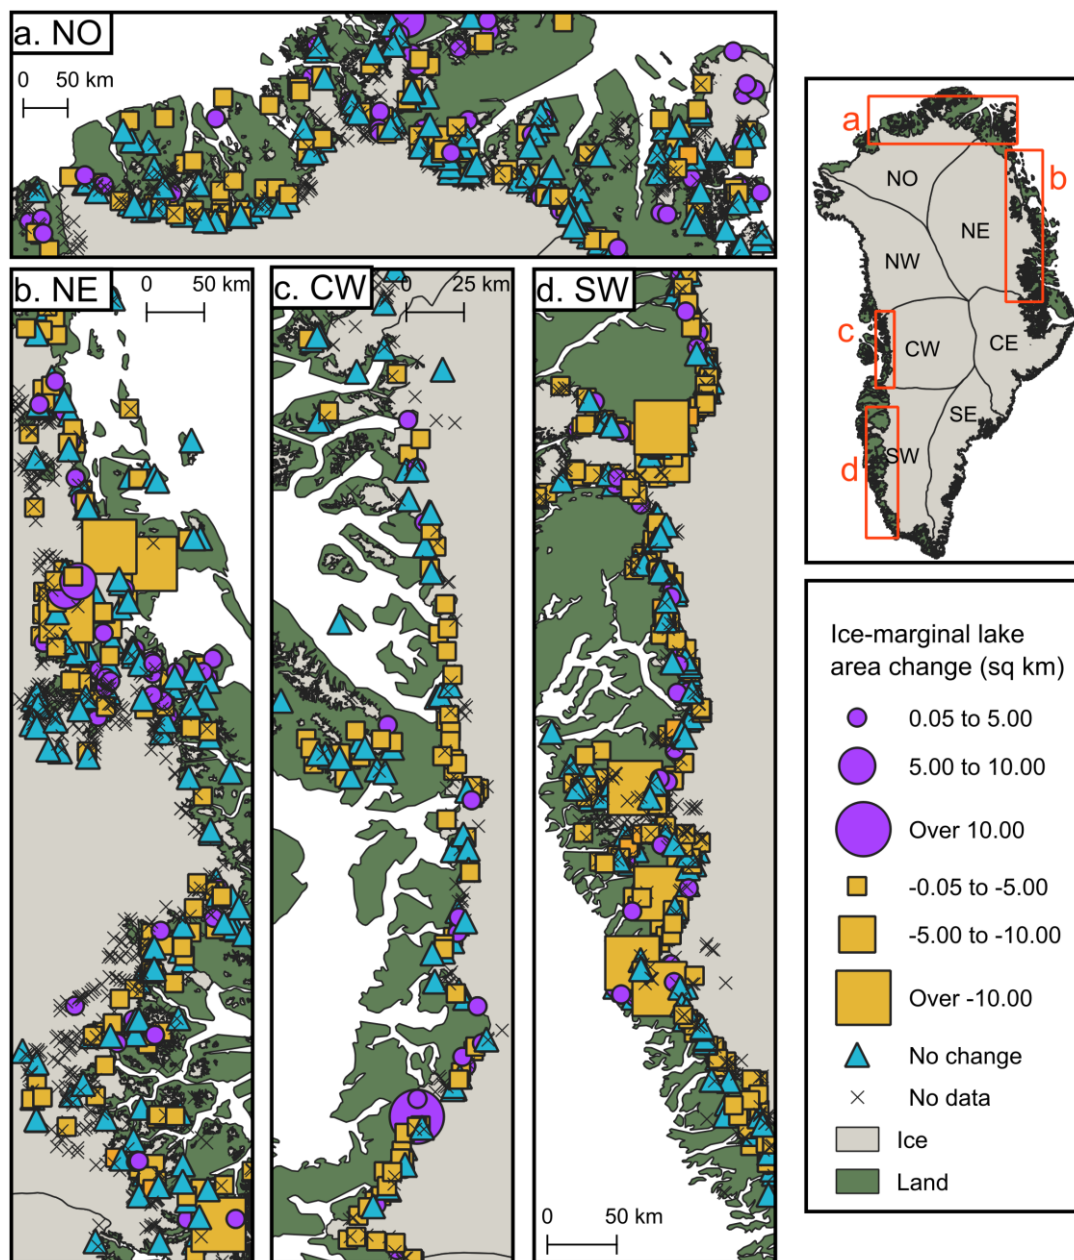 a. NO
0 50 km
b. NE
0 50 km
c. CW
0 25 km
d. SW
0 50 km
a
b
NO
NE
NW
c
CW
CE
SE
d
SW
Ice-marginal lake
area change (sq km)
0.05 to 5.00
5.00 to 10.00
Over 10.00
-0.05 to -5.00
-5.00 to -10.00
Over -10.00
No change
No data
Ice
Land